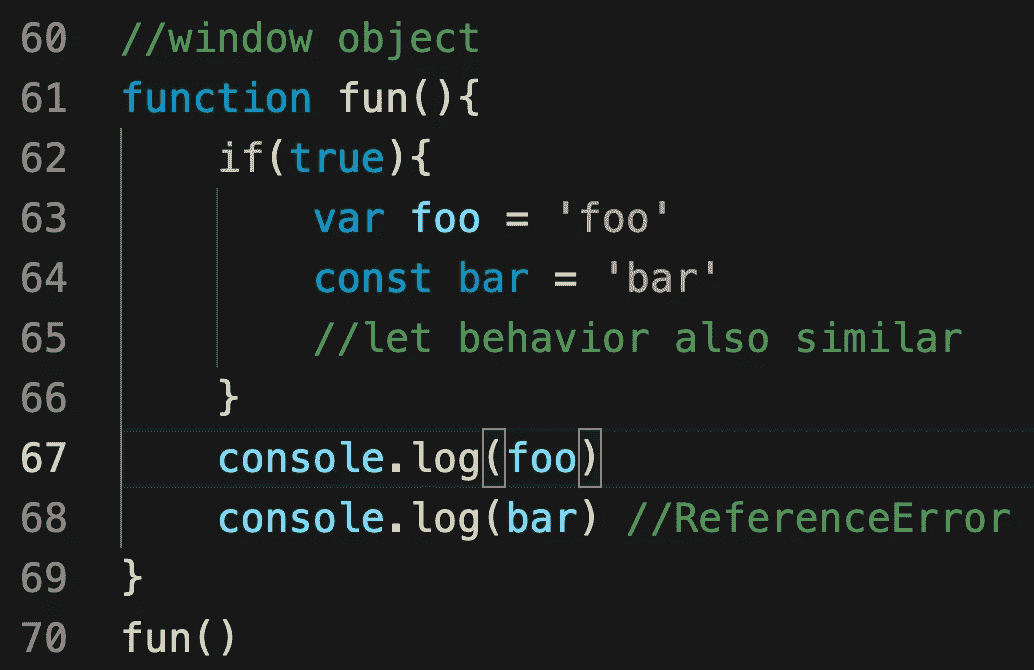 60 //window object
61 function fun(){
62     if(true){
63         var foo = 'foo'
64         const bar = 'bar'
65         //let behavior also similar
66     }
67     console.log(foo)
68     console.log(bar) //ReferenceError
69 }
70 fun()